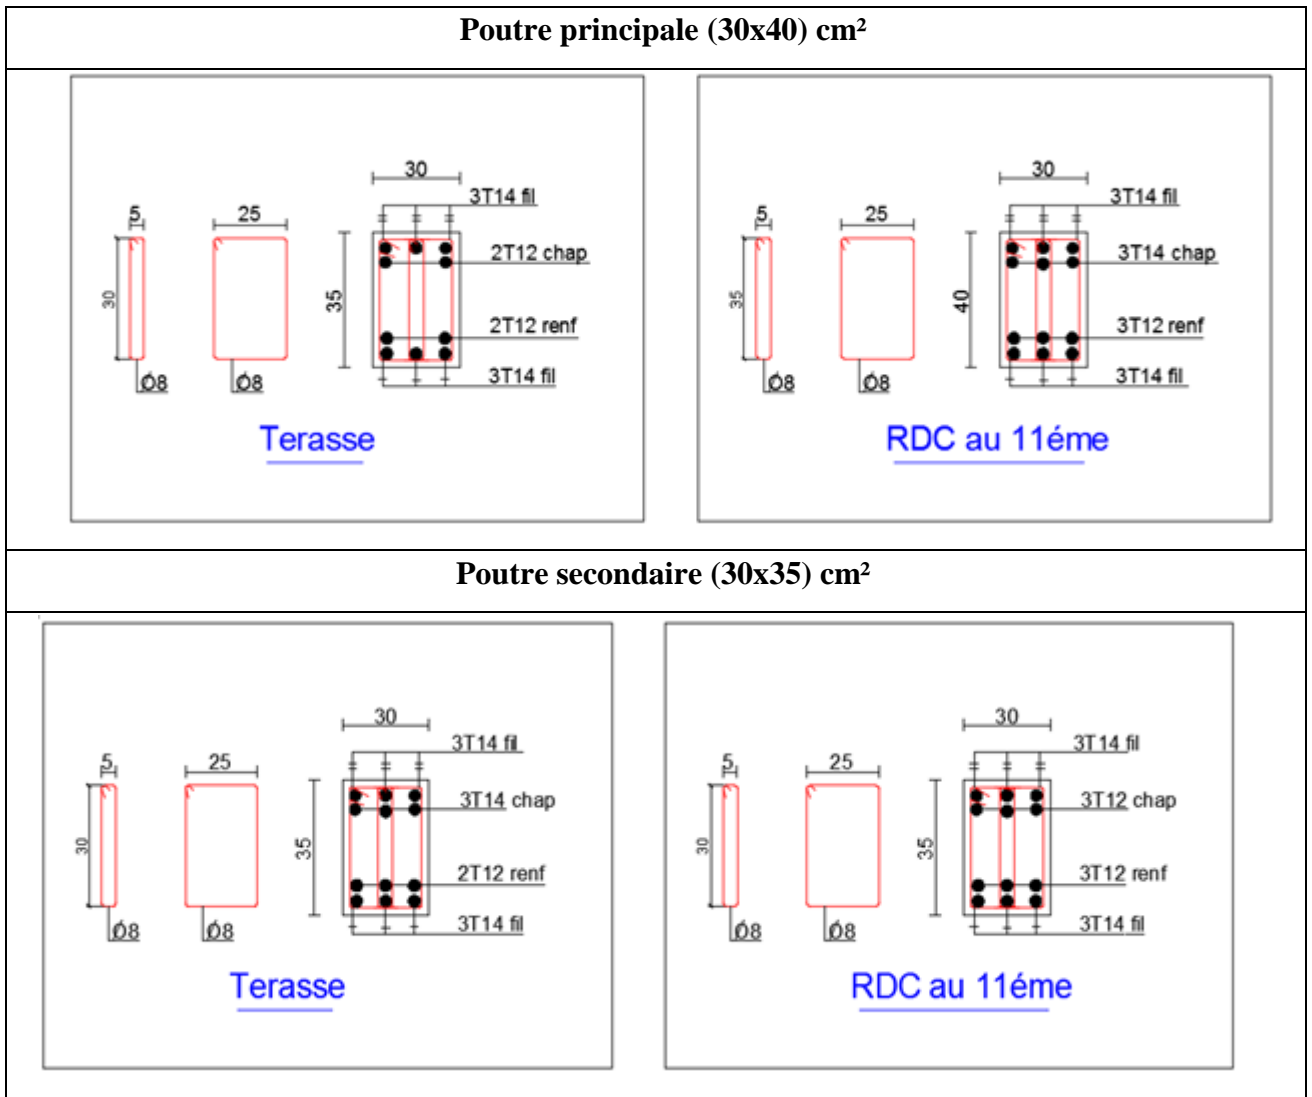 Poutre principale (30x40) cm²
30
3T14 fil
5
25
2T12 chap
30
35
2T12 renf
3T14 fil
Ø8
Ø8
Terasse
30
3T14 fil
5
25
3T14 chap
35
40
3T12 renf
3T14 fil
Ø8
Ø8
RDC au 11éme
Poutre secondaire (30x35) cm²
30
3T14 fil
5
25
3T14 chap
30
35
2T12 renf
3T14 fil
Ø8
Ø8
Terasse
30
3T14 fil
5
25
3T12 chap
30
35
3T12 renf
3T14 fil
Ø8
Ø8
RDC au 11éme